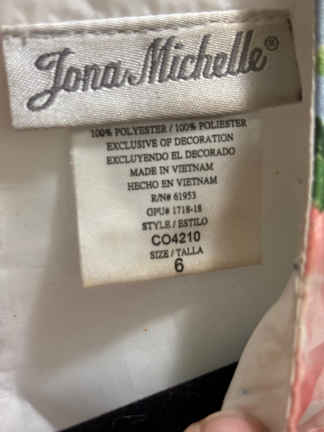 Jona Michelle®
100% POLYESTER / 100% POLIESTER
EXCLUSIVE OF DECORATION
EXCLUYENDO EL DECORADO
MADE IN VIETNAM
HECHO EN VIETNAM
R/N# 61953
GPU# 1718-18
STYLE / ESTILO
CO4210
SIZE / TALLA
6